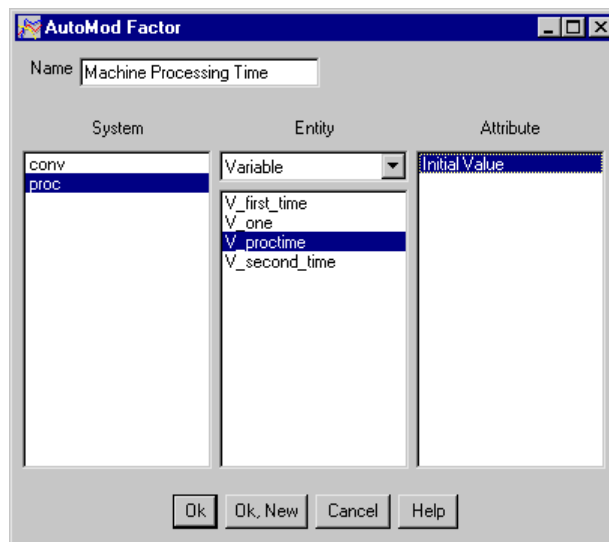 AutoMod Factor
Name Machine Processing Time
System Entity Attribute
conv Variable Initial Value
proc
V_first_time
V_one
V_proctime
V_second_time
Ok Ok, New Cancel Help